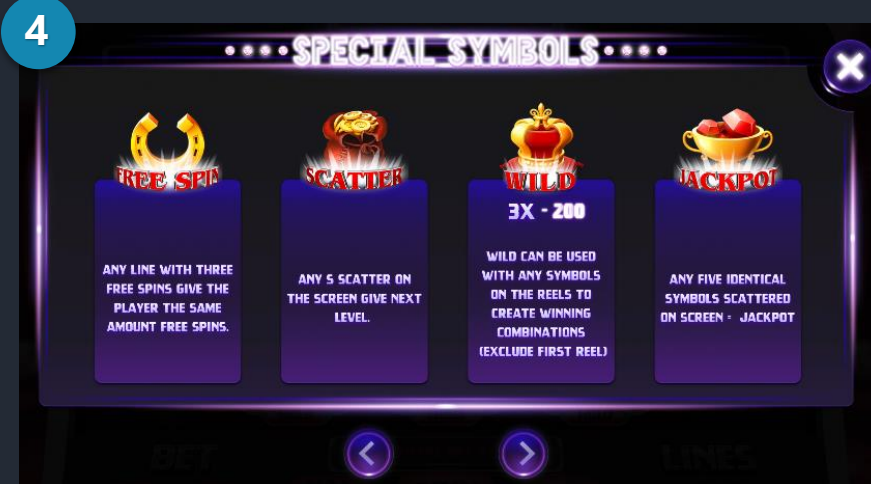 4
SPECIAL SYMBOLS
FREE SPIN
ANY LINE WITH THREE
FREE SPINS GIVE THE
PLAYER THE SAME
AMOUNT FREE SPINS.
SCATTER
ANY 5 SCATTER ON
THE SCREEN GIVE NEXT
LEVEL.
WILD
3X - 200
WILD CAN BE USED
WITH ANY SYMBOLS
ON THE REELS TO
CREATE WINNING
COMBINATIONS
(EXCLUDE FIRST REEL)
JACKPOT
ANY FIVE IDENTICAL
SYMBOLS SCATTERED
ON SCREEN = JACKPOT
BET
LINES